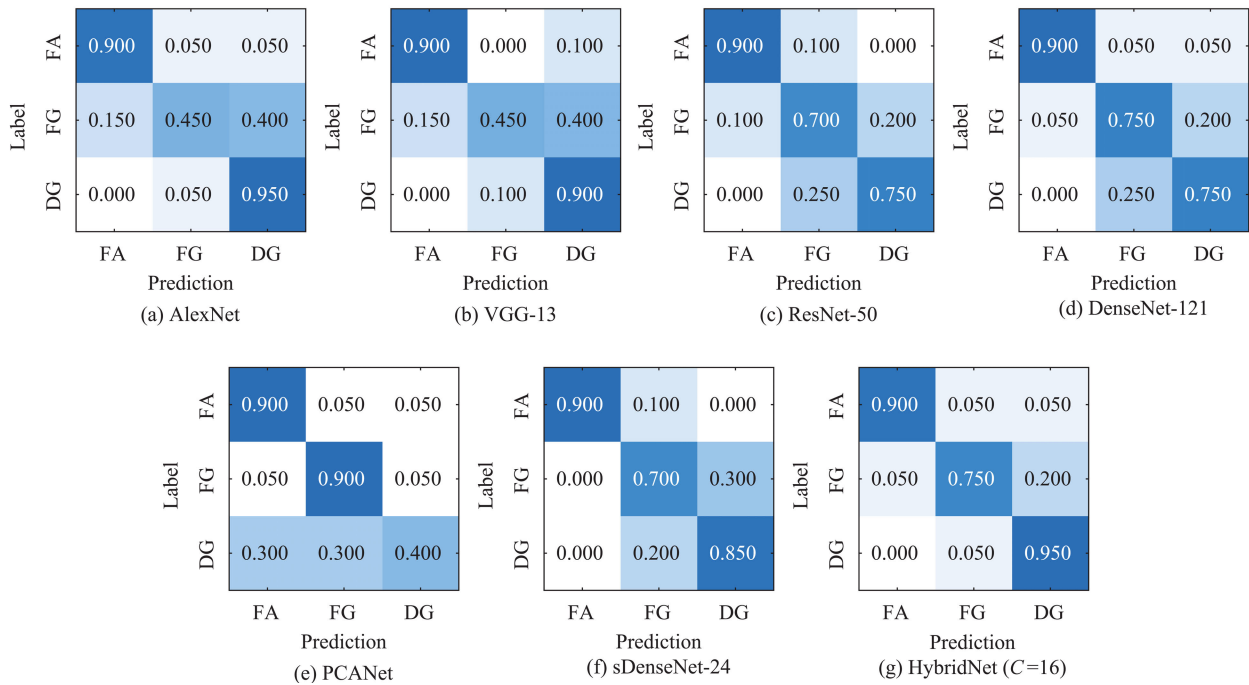 FA 0.900 0.050 0.050
Label FG 0.150 0.450 0.400
DG 0.000 0.050 0.950
FA FG DG
Prediction
(a) AlexNet
FA 0.900 0.000 0.100
Label FG 0.150 0.450 0.400
DG 0.000 0.100 0.900
FA FG DG
Prediction
(b) VGG-13
FA 0.900 0.100 0.000
Label FG 0.100 0.700 0.200
DG 0.000 0.250 0.750
FA FG DG
Prediction
(c) ResNet-50
FA 0.900 0.050 0.050
Label FG 0.050 0.750 0.200
DG 0.000 0.250 0.750
FA FG DG
Prediction
(d) DenseNet-121
FA 0.900 0.050 0.050
Label FG 0.050 0.900 0.050
DG 0.300 0.300 0.400
FA FG DG
Prediction
(e) PCANet
FA 0.900 0.100 0.000
Label FG 0.000 0.700 0.300
DG 0.000 0.200 0.850
FA FG DG
Prediction
(f) sDenseNet-24
FA 0.900 0.050 0.050
Label FG 0.050 0.750 0.200
DG 0.000 0.050 0.950
FA FG DG
Prediction
(g) HybridNet (C=16)